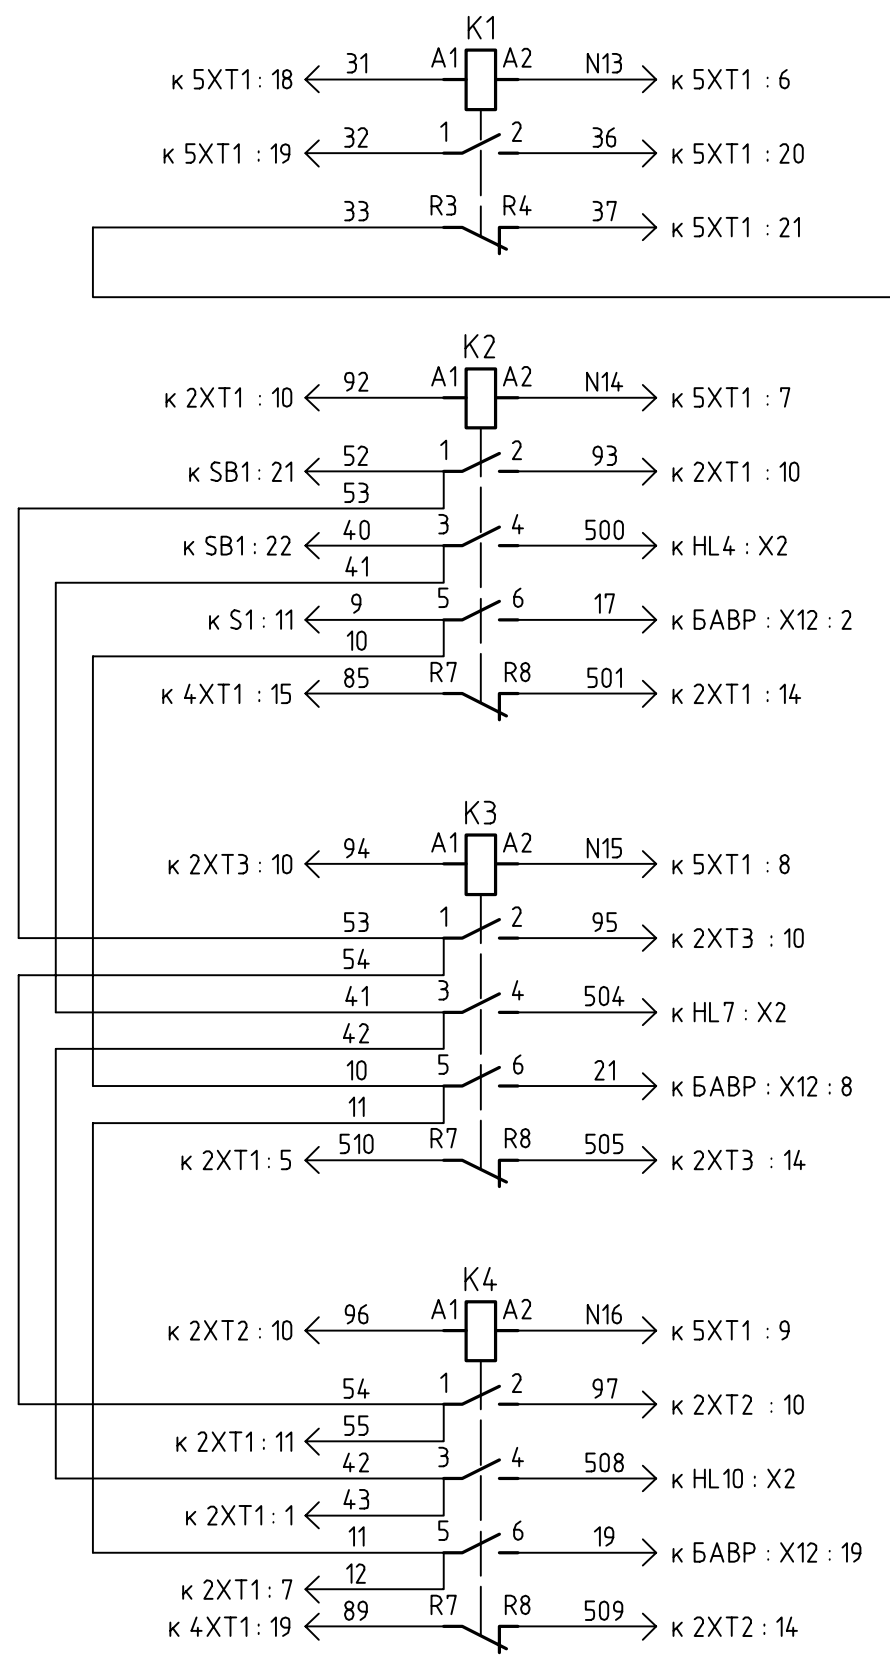 K1
к 5XT1 : 18 31 A1 A2 N13 к 5XT1 : 6
к 5XT1 : 19 32 1 2 36 к 5XT1 : 20
33 R3 R4 37 к 5XT1 : 21
K2
к 2XT1 : 10 92 A1 A2 N14 к 5XT1 : 7
к SB1 : 21 52 1 2 93 к 2XT1 : 10
53
к SB1 : 22 40 3 4 500 к HL4 : X2
41
к S1 : 11 9 5 6 17 к БАВР : X12 : 2
10
к 4XT1 : 15 85 R7 R8 501 к 2XT1 : 14
K3
к 2XT3 : 10 94 A1 A2 N15 к 5XT1 : 8
53 1 2 95 к 2XT3 : 10
54
41 3 4 504 к HL7 : X2
42
10 5 6 21 к БАВР : X12 : 8
11
к 2XT1 : 5 510 R7 R8 505 к 2XT3 : 14
K4
к 2XT2 : 10 96 A1 A2 N16 к 5XT1 : 9
54 1 2 97 к 2XT2 : 10
к 2XT1 : 11 55
42 3 4 508 к HL10 : X2
к 2XT1 : 1 43
11 5 6 19 к БАВР : X12 : 19
к 2XT1 : 7 12
к 4XT1 : 19 89 R7 R8 509 к 2XT2 : 14